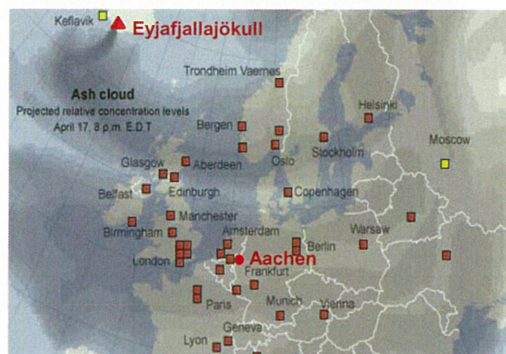 Keflavik
Eyjafjallajökull
Trondheim Vaernes
Ash cloud
Projected relative concentration levels
April 17, 8 p.m. E.D.T
Helsinki
Bergen
Moscow
Oslo
Stockholm
Glasgow
Aberdeen
Belfast
Edinburgh
Copenhagen
Manchester
Birmingham
Amsterdam
Warsaw
Berlin
London
Aachen
Frankfurt
Paris
Munich
Vienna
Geneva
Lyon